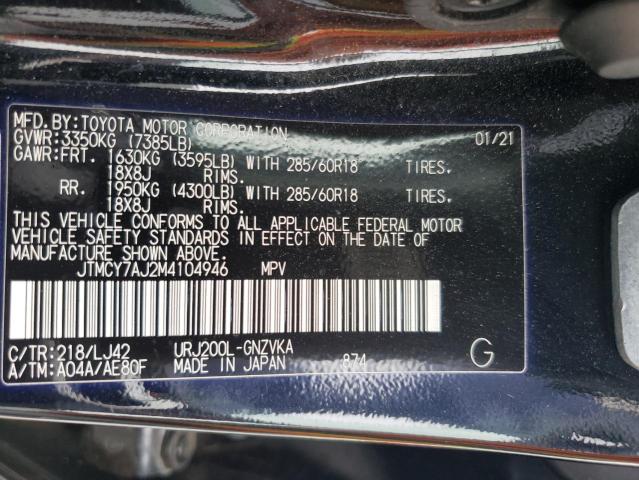 MFD. BY: TOYOTA MOTOR CORPORATION 01/21
GVWR: 3350KG (7385LB)
GAWR: FRT. 1630KG (3595LB) WITH 285/60R18 TIRES.
18X8J RIMS.
RR. 1950KG (4300LB) WITH 285/60R18 TIRES.
18X8J RIMS.
THIS VEHICLE CONFORMS TO ALL APPLICABLE FEDERAL MOTOR
VEHICLE SAFETY STANDARDS IN EFFECT ON THE DATE OF
MANUFACTURE SHOWN ABOVE.
JTMCY7AJ2M4104946 MPV
C/TR: 218/LJ42 URJ200L-GNZVKA
A/TM: A04A/AE80F MADE IN JAPAN 874 G